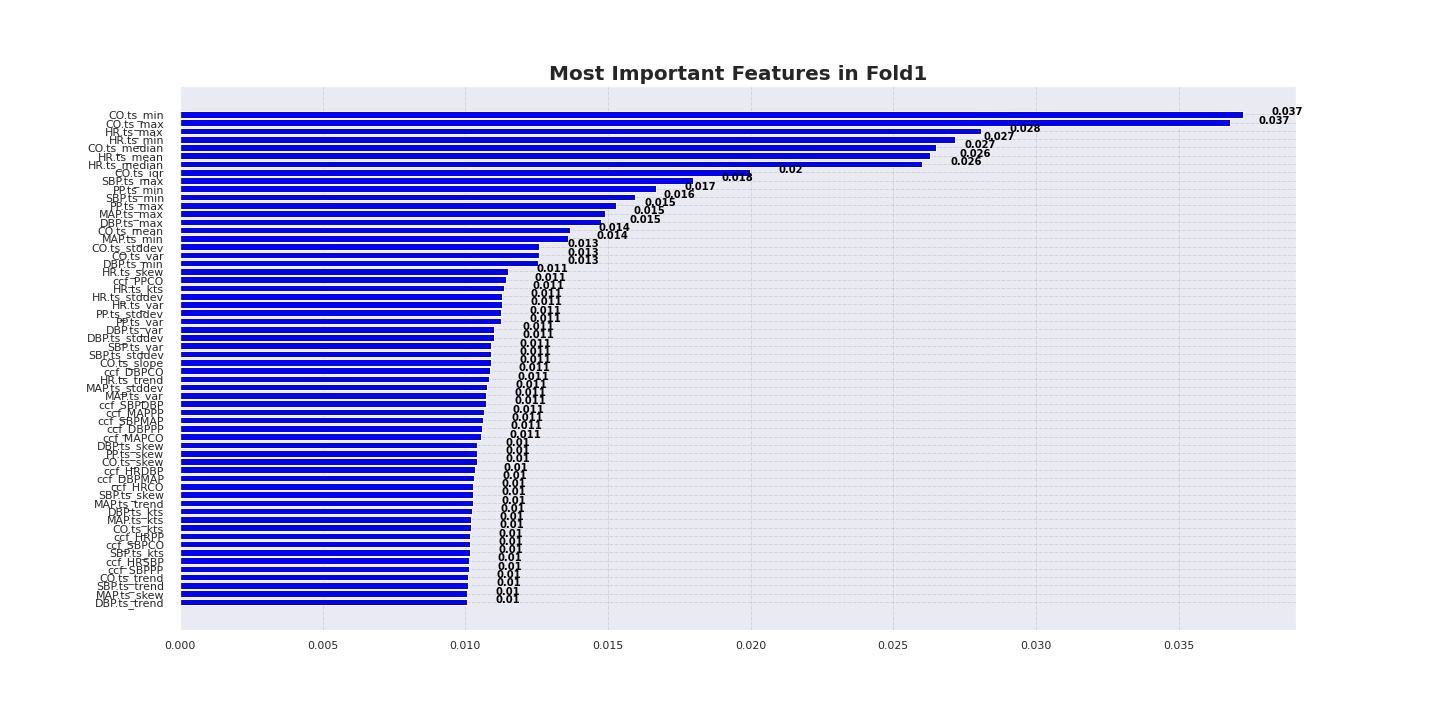 Most Important Features in Fold1
CO.ts_min 0.037
CO.ts_max 0.037
HR.ts_max 0.028
HR.ts_min 0.027
CO.ts_median 0.027
HR.ts_mean 0.026
HR.ts_median 0.026
CO.ts_iqr 0.02
SBP.ts_max 0.018
PP.ts_min 0.017
SBP.ts_min 0.016
PP.ts_max 0.015
MAP.ts_max 0.015
DBP.ts_max 0.015
CO.ts_mean 0.014
MAP.ts_min 0.014
CO.ts_stddev 0.013
CO.ts_var 0.013
DBP.ts_min 0.013
HR.ts_skew 0.011
ccf_PPCO 0.011
HR.ts_kts 0.011
HR.ts_stddev 0.011
HR.ts_var 0.011
PP.ts_stddev 0.011
PP.ts_var 0.011
DBP.ts_var 0.011
DBP.ts_stddev 0.011
SBP.ts_var 0.011
SBP.ts_stddev 0.011
CO.ts_slope 0.011
ccf_DBPCO 0.011
HR.ts_trend 0.011
MAP.ts_stddev 0.011
MAP.ts_var 0.011
ccf_SBPDBP 0.011
ccf_MAPPP 0.011
ccf_SBPMAP 0.011
ccf_DBPPP 0.011
ccf_MAPCO 0.011
DBP.ts_skew 0.01
PP.ts_skew 0.01
CO.ts_skew 0.01
ccf_HRDBP 0.01
ccf_DBPMAP 0.01
ccf_HRCO 0.01
SBP.ts_skew 0.01
MAP.ts_trend 0.01
DBP.ts_kts 0.01
MAP.ts_kts 0.01
CO.ts_kts 0.01
ccf_HRPP 0.01
ccf_SBPCO 0.01
SBP.ts_kts 0.01
ccf_HRSBP 0.01
ccf_SBPPP 0.01
CO.ts_trend 0.01
SBP.ts_trend 0.01
MAP.ts_skew 0.01
DBP.ts_trend 0.01
0.000 0.005 0.010 0.015 0.020 0.025 0.030 0.035